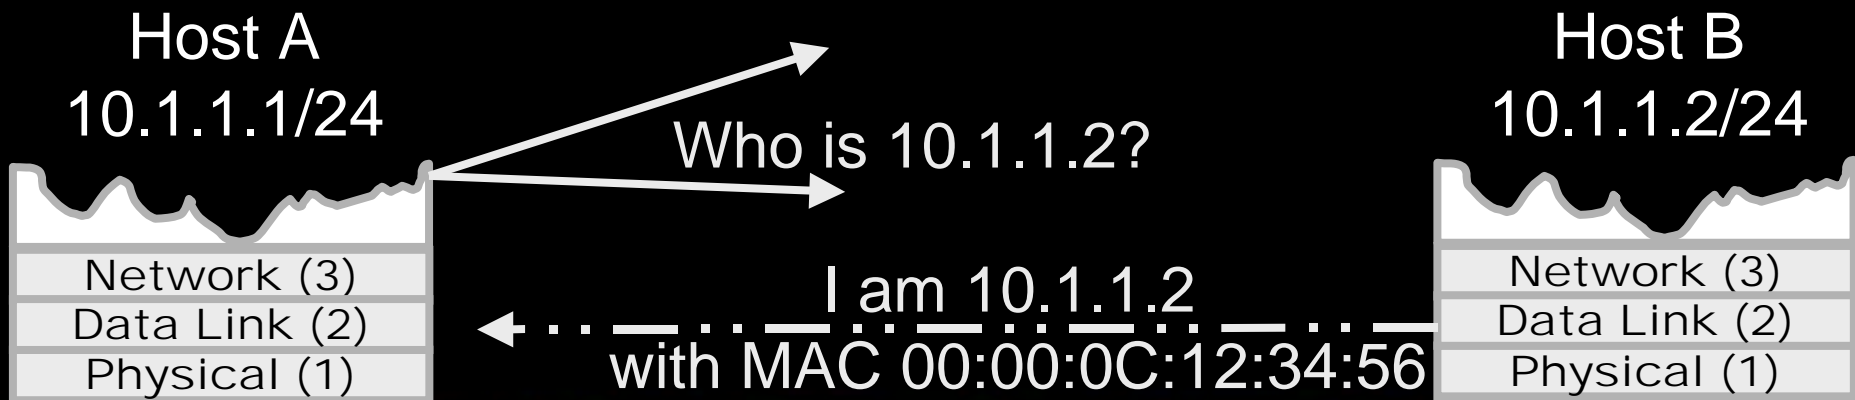 Host A
10.1.1.1/24
Host B
10.1.1.2/24
Who is 10.1.1.2?
I am 10.1.1.2
with MAC 00:00:0C:12:34:56
Network (3)
Data Link (2)
Physical (1)
Network (3)
Data Link (2)
Physical (1)